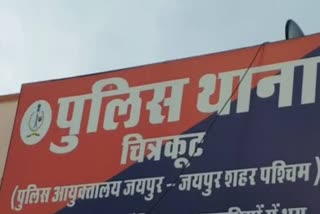 पुलिस थाना
चित्रकूट
(पुलिस आयुक्तालय जयपुर - जयपुर शहर पश्चिम)